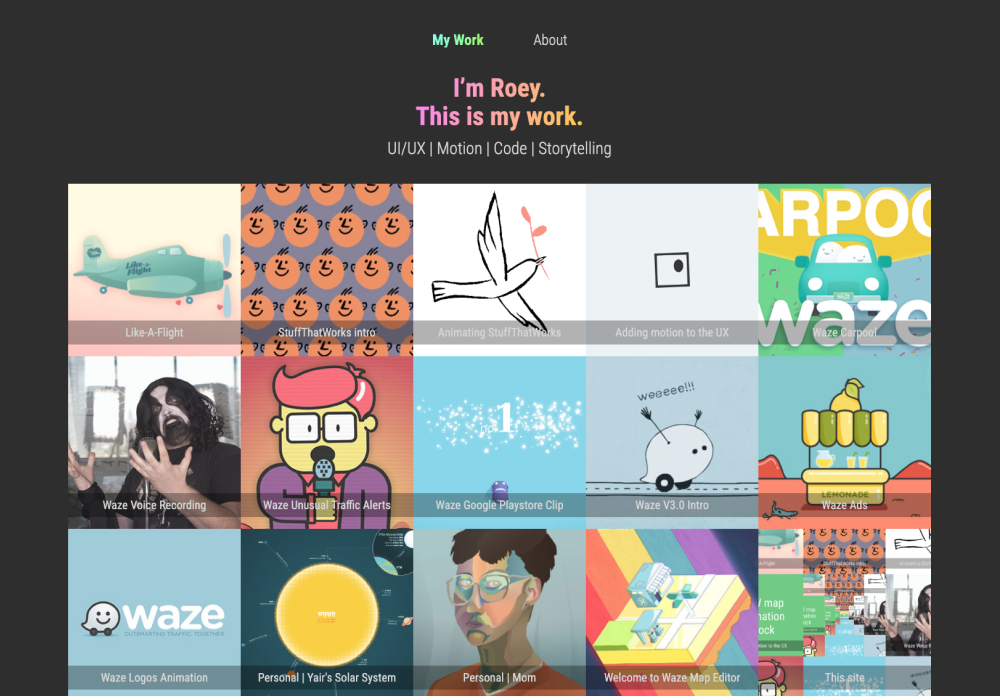 My Work
About
I'm Roey.
This is my work.
UI/UX | Motion | Code | Storytelling
Like-A-Flight
Like-A-Flight
StuffThatWorks intro
Animating StuffThatWorks
Adding motion to the UX
ARPOO
WAZE
waze
Waze Carpool
Waze Voice Recording
Waze Unusual Traffic Alerts
1
Waze Google Playstore Clip
weeeee!!!
Waze V3.0 Intro
LEMONADE
Waze Ads
waze
OUTSMARTING TRAFFIC, TOGETHER
Waze Logos Animation
Personal | Yair's Solar System
Personal | Mom
Welcome to Waze Map Editor
map
This site